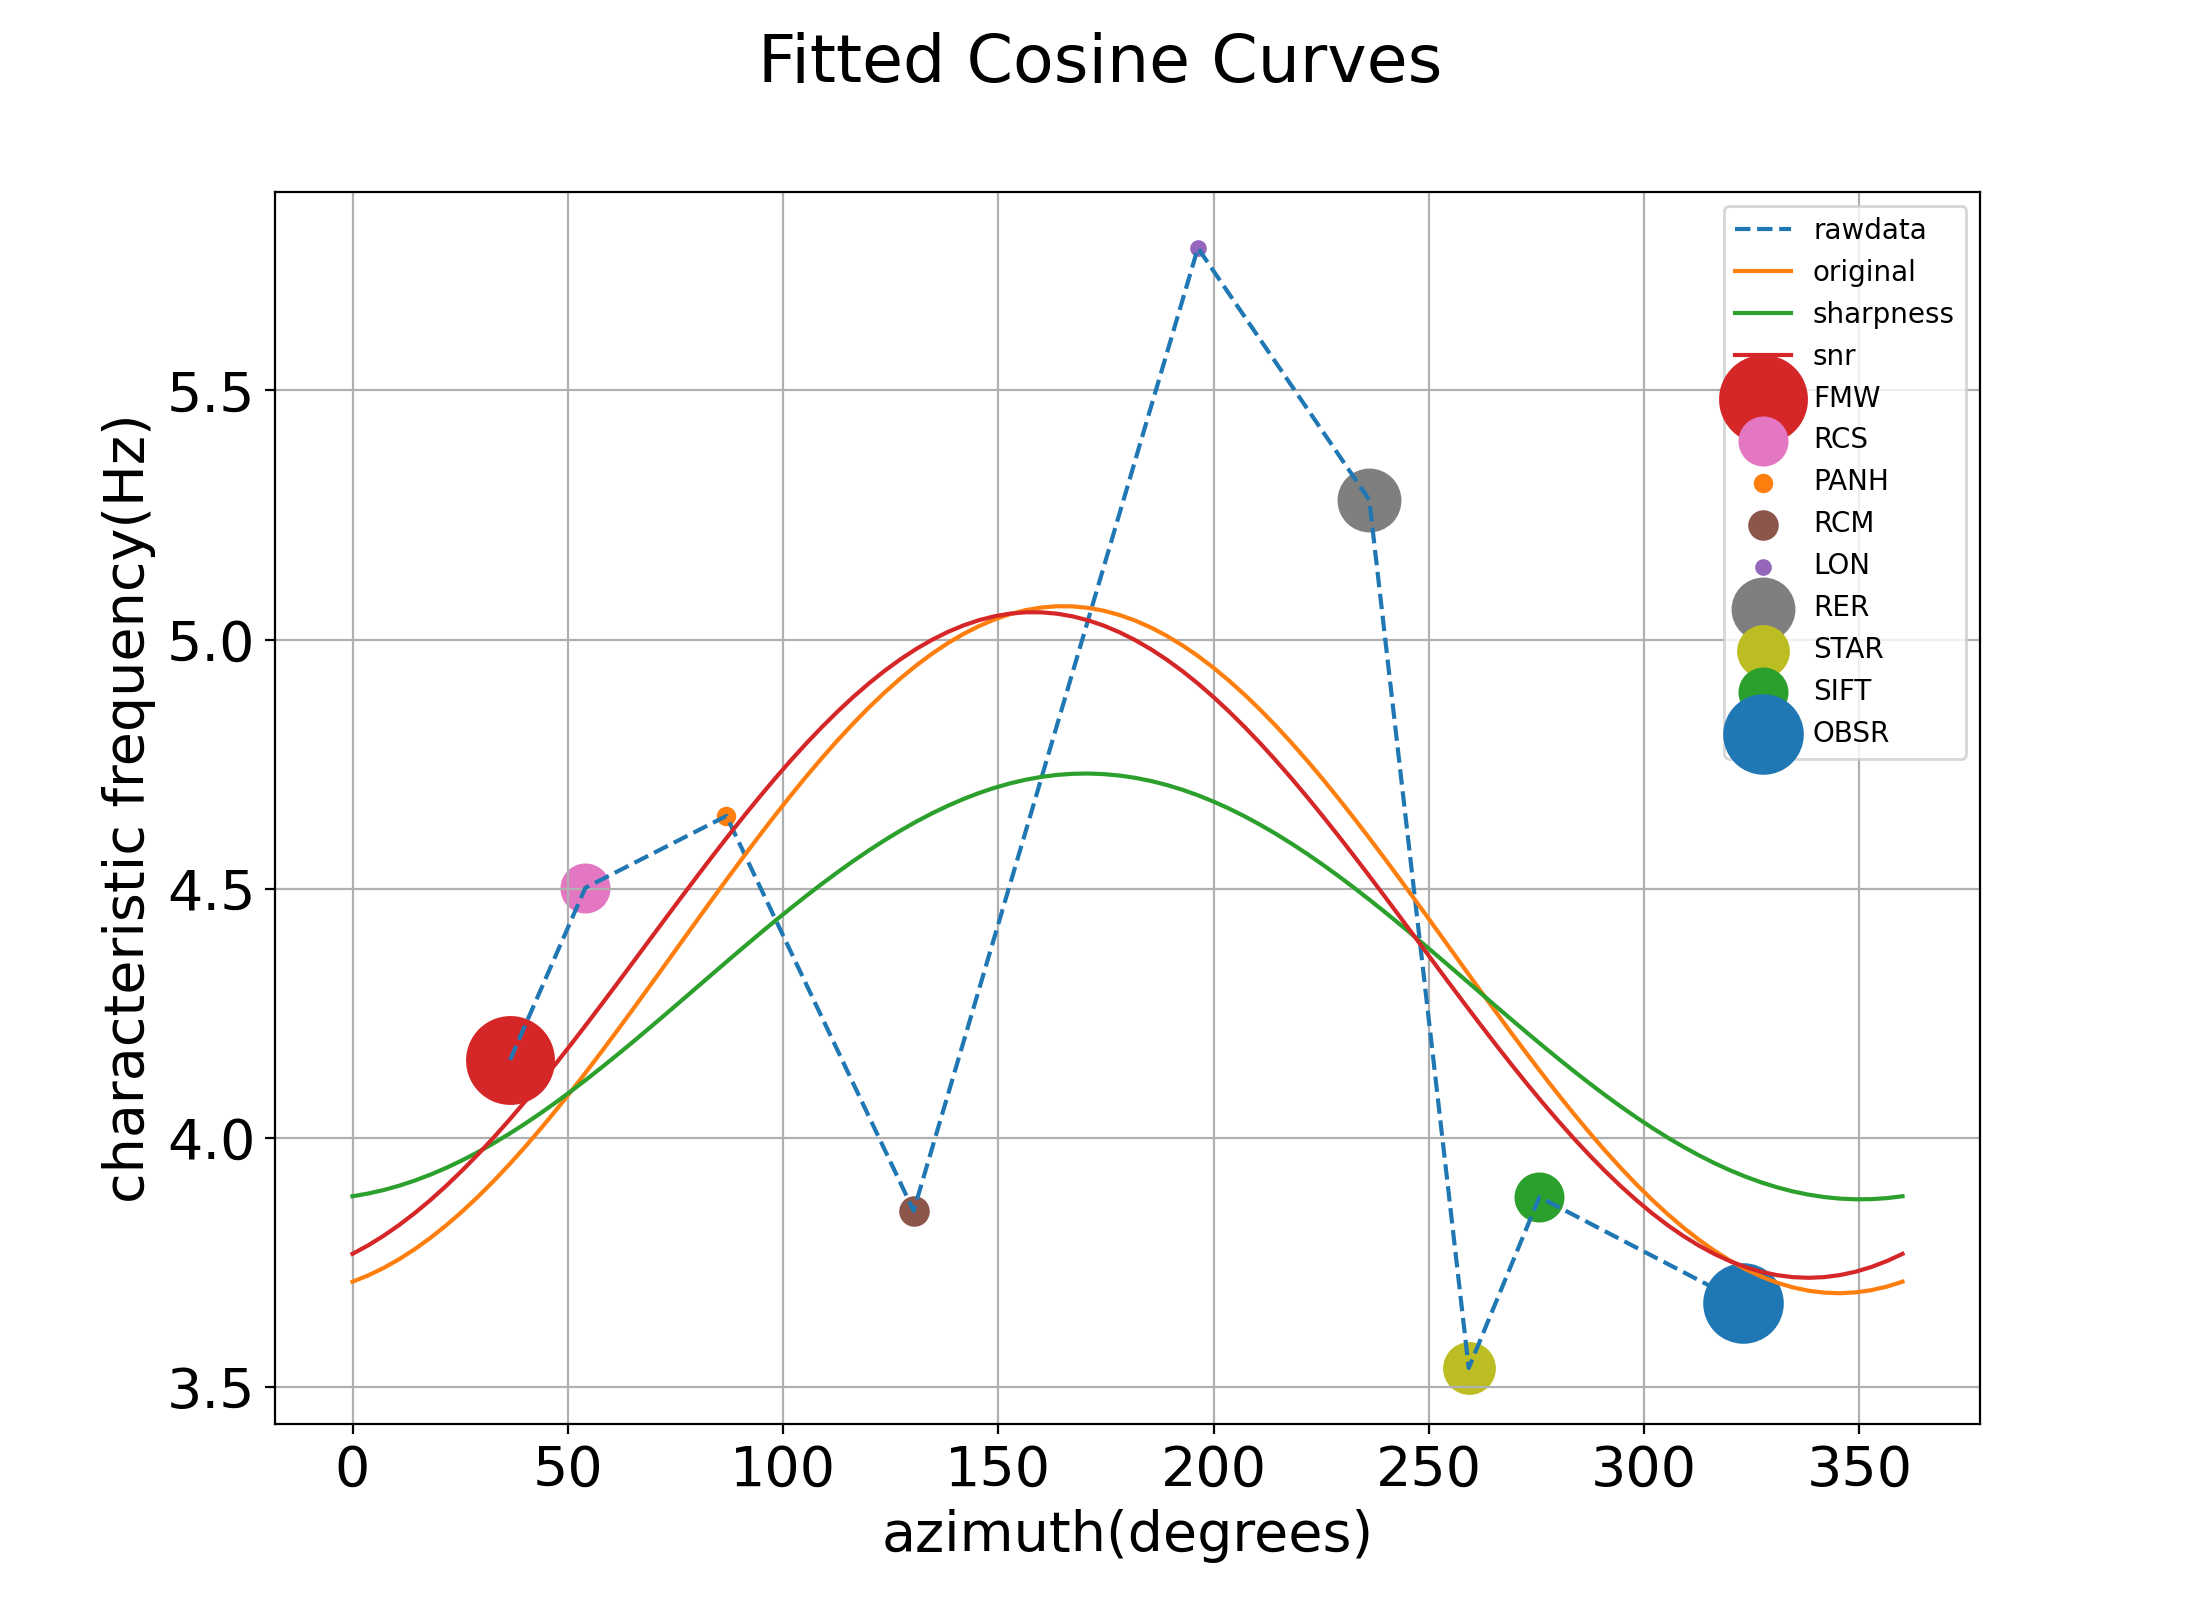 Fitted Cosine Curves
characteristic frequency(Hz)
5.5
5.0
4.5
4.0
3.5
rawdata
original
sharpness
snr
FMW
RCS
PANH
RCM
LON
RER
STAR
SIFT
OBSR
0 50 100 150 200 250 300 350
azimuth(degrees)